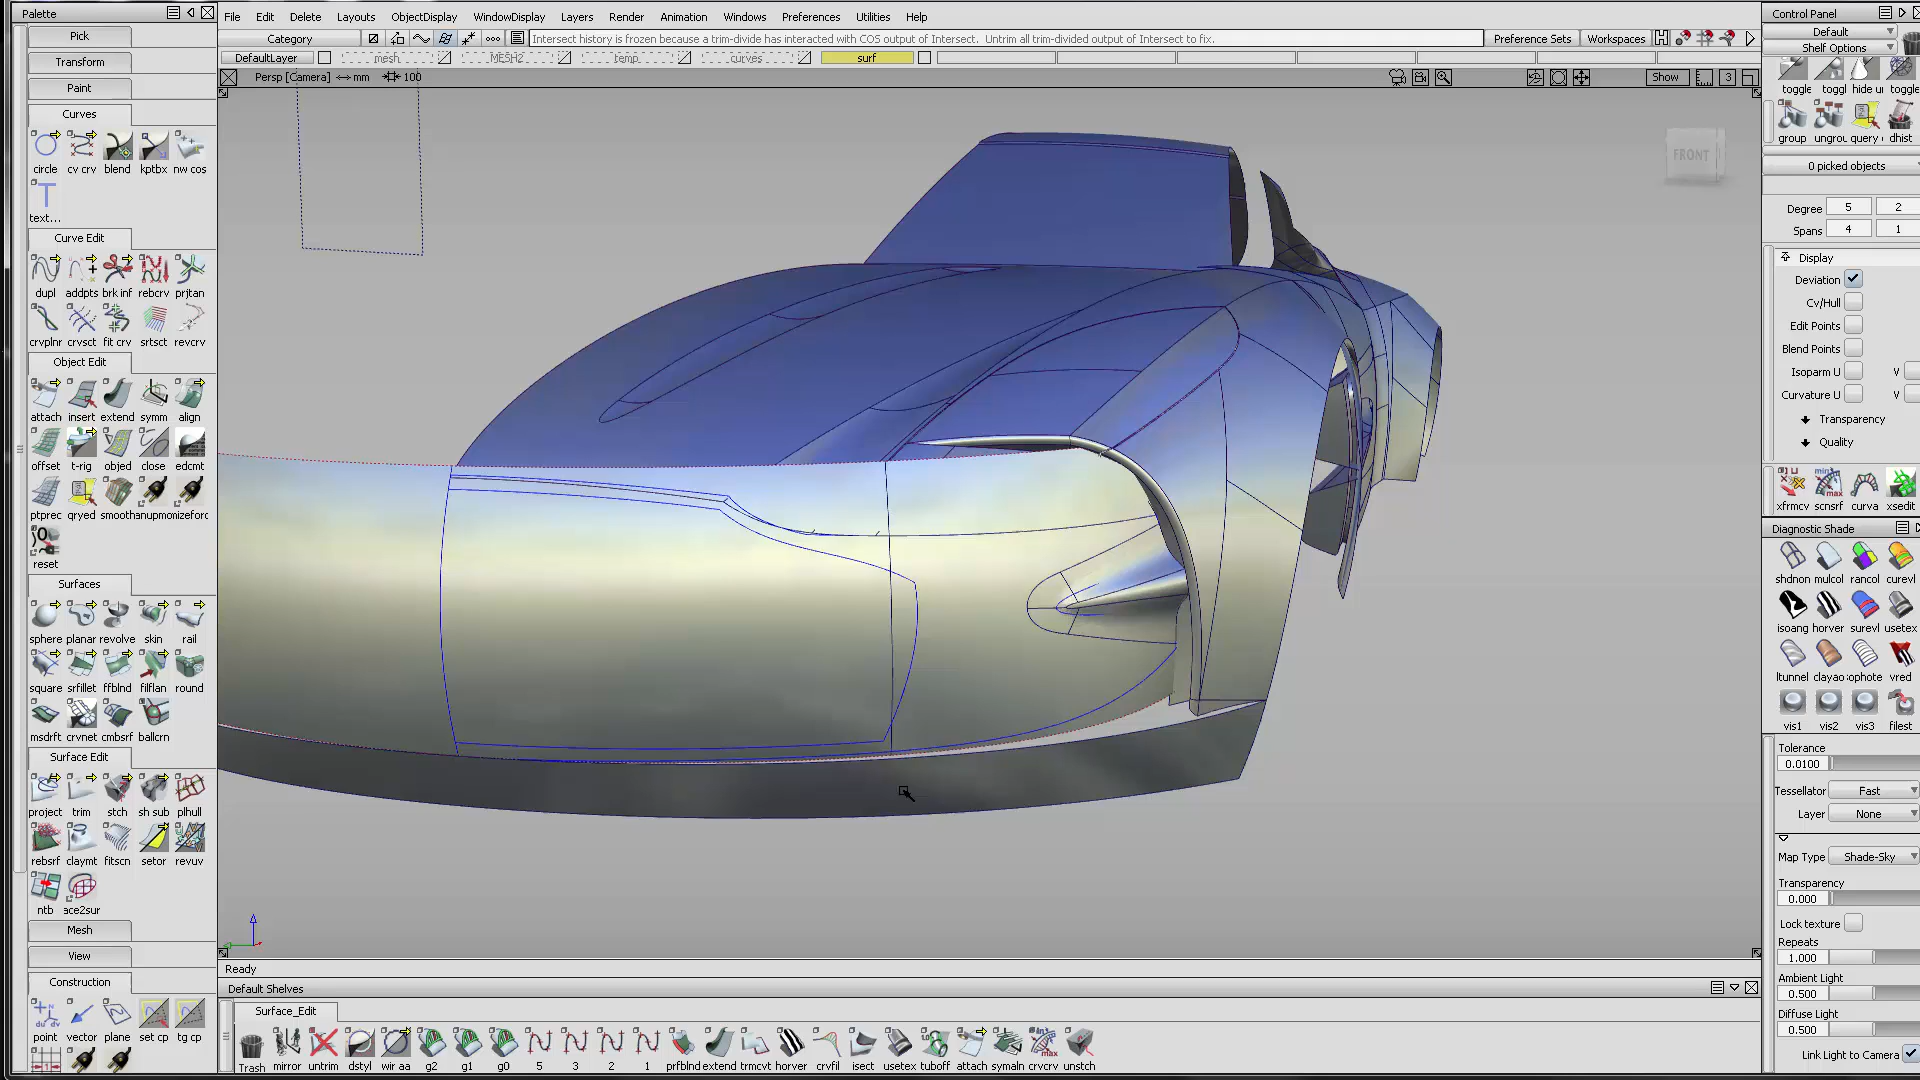 Palette
Pick
Transform
Paint
Curves
circle cv crv blend kptbx nw cos
text...
Curve Edit
dupl addpts brk inf rebcrv prjtan
crvplnr crvsct fit crv srtsct revcrv
Object Edit
attach insert extend symm align
offset t-rig objed close edcmt
ptprec qryed
reset
Surfaces
sphere planar revolve skin rail
square srfillet ffblnd filflan round
msdrft crvnet cmbsrf ballcrn
Surface Edit
project trim stch sh sub plhull
rebsrf claymt fitscn setor revuv
ntb ace2sur
Mesh
View
Construction
point vector plane set cp tg cp
File Edit Delete Layouts ObjectDisplay WindowDisplay Layers Render Animation Windows Preferences Utilities Help
Category
Intersect history is frozen because a trim-divide has interacted with COS output of Intersect. Untrim all trim-divided output of Intersect to fix.
Preference Sets Workspaces
DefaultLayer mesh MESH2 temp curves surf
Persp [Camera] mm 100
Show 3
FRONT
Ready
Default Shelves
Surface_Edit
Trash mirror untrim dstyl wir aa g2 g1 g0 5 3 2 1 prfblnd extend trmcvt horver crvfil isect usetex tuboff attach symaln crvcrv unstch
Control Panel
Default
Shelf Options
toggle toggl hide u toggle
group ungrou query dhist
0 picked objects
Degree 5 2
Spans 4 1
Display
Deviation
Cv/Hull
Edit Points
Blend Points
Isoparm U V
Curvature U V
Transparency
Quality
xfrmcv scnsrf curva xsedit
Diagnostic Shade
shdnon mulcol rancol curevl
isoang horver surevl usetex
ltunnel clayao ophote vred
vis1 vis2 vis3 filest
Tolerance
0.0100
Tessellator Fast
Layer None
Map Type Shade-Sky
Transparency
0.000
Lock texture
Repeats
1.000
Ambient Light
0.500
Diffuse Light
0.500
Link Light to Camera